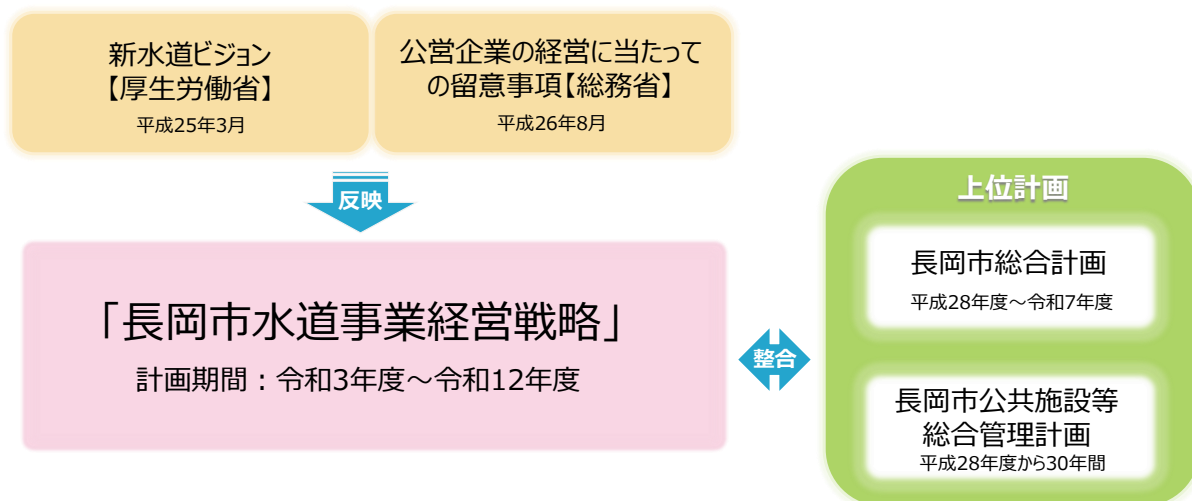 新水道ビジョン
【厚生労働省】
平成25年3月
公営企業の経営に当たって
の留意事項【総務省】
平成26年8月
反映
「長岡市水道事業経営戦略」
計画期間：令和3年度～令和12年度
整合
上位計画
長岡市総合計画
平成28年度～令和7年度
長岡市公共施設等
総合管理計画
平成28年度から30年間